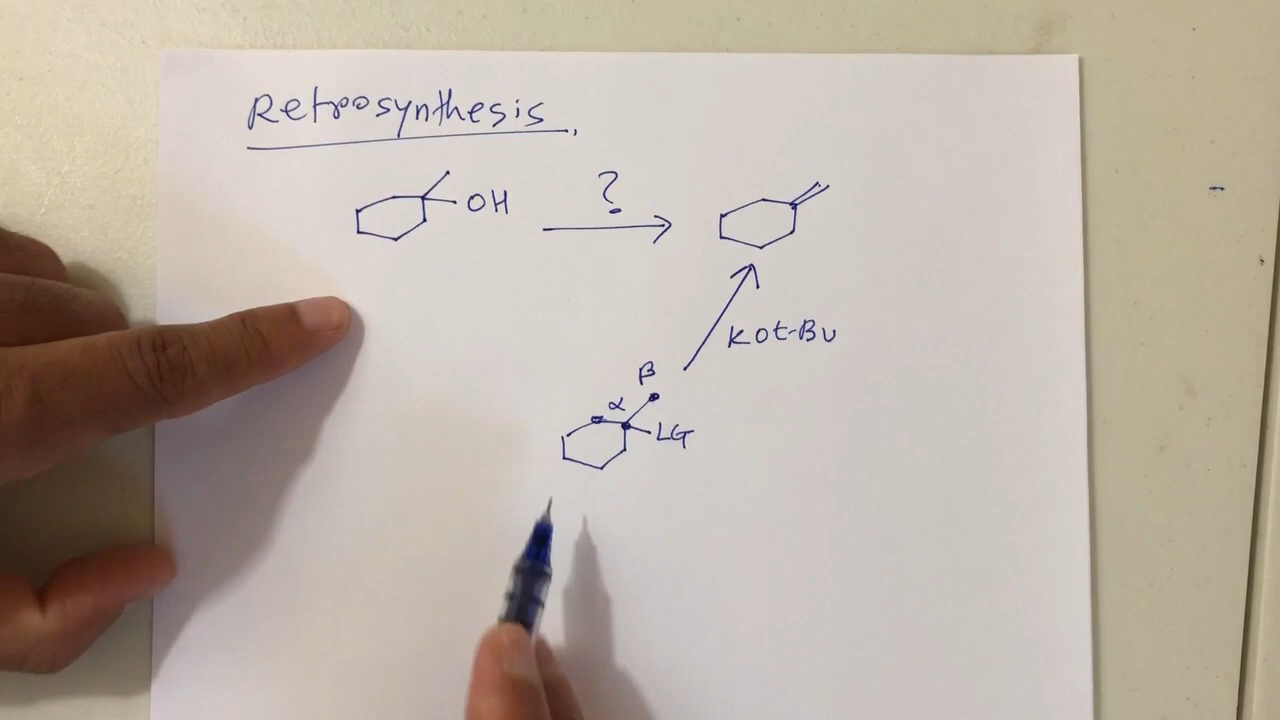 Retrosynthesis.
OH
?
KOt-Bu
β
α
LG